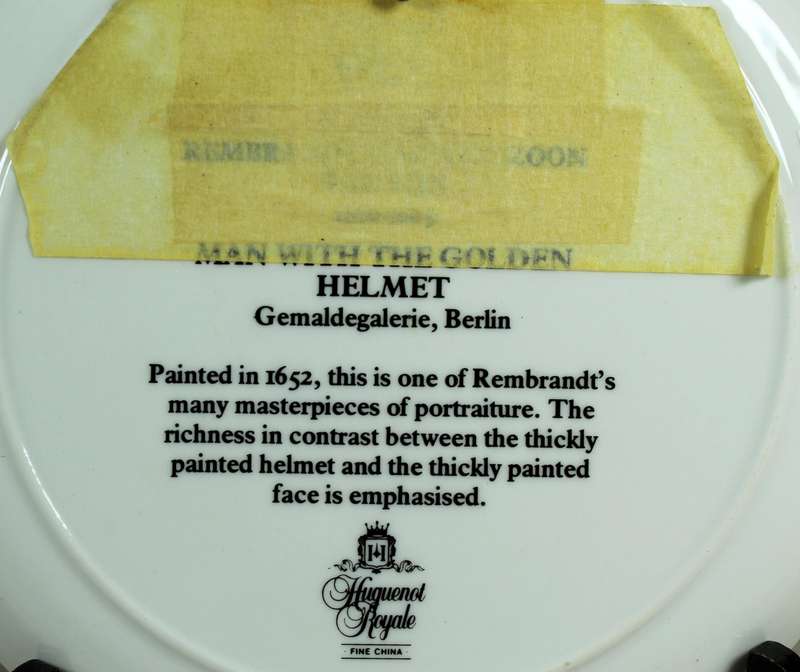 MAN WITH THE GOLDEN
HELMET
Gemaldegalerie, Berlin
Painted in 1652, this is one of Rembrandt's
many masterpieces of portraiture. The
richness in contrast between the thickly
painted helmet and the thickly painted
face is emphasised.
H
Huguenot
Royale
FINE CHINA